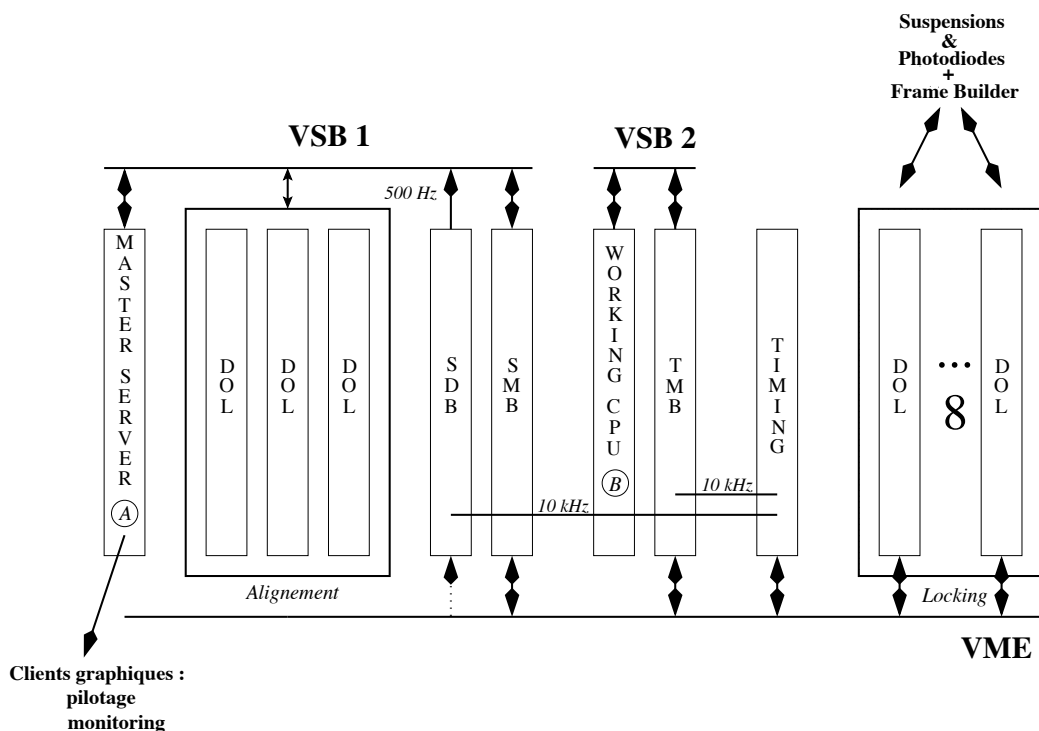 Suspensions
&
Photodiodes
+
Frame Builder
VSB 1
VSB 2
500 Hz
MASTER SERVER
A
DOL
DOL
DOL
SDB
SMB
WORKING CPU
B
TMB
TIMING
DOL
...
8
DOL
10 kHz
10 kHz
Alignement
Locking
VME
Clients graphiques :
pilotage
monitoring